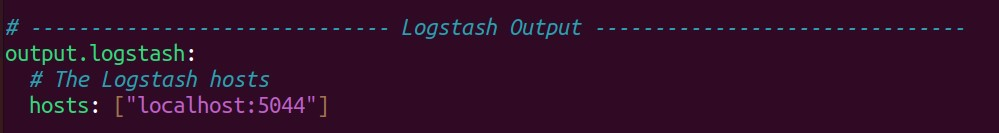 # ------------------------------ Logstash Output -------------------------------
output.logstash:
  # The Logstash hosts
  hosts: ["localhost:5044"]